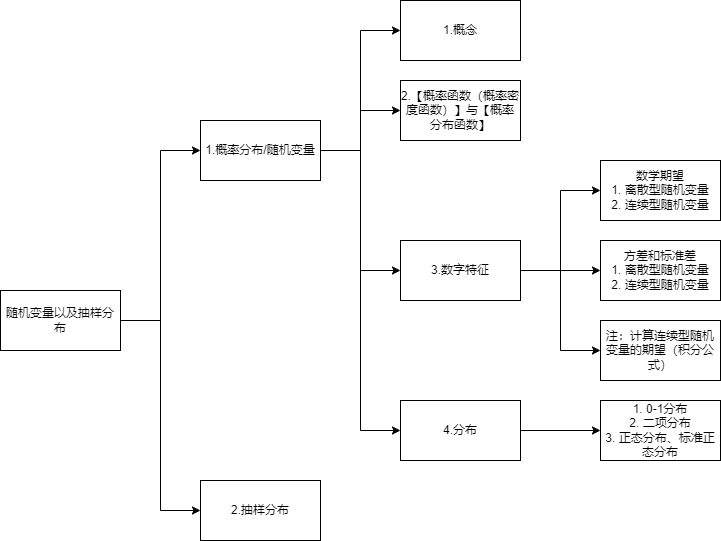 1.概念
2.【概率函数（概率密
度函数）】与【概率
分布函数】
1.概率分布/随机变量
数学期望
1. 离散型随机变量
2. 连续型随机变量
3.数字特征
方差和标准差
1. 离散型随机变量
2. 连续型随机变量
随机变量以及抽样分
布
注：计算连续型随机
变量的期望（积分公
式）
4.分布
1. 0-1分布
2. 二项分布
3. 正态分布、标准正
态分布
2.抽样分布